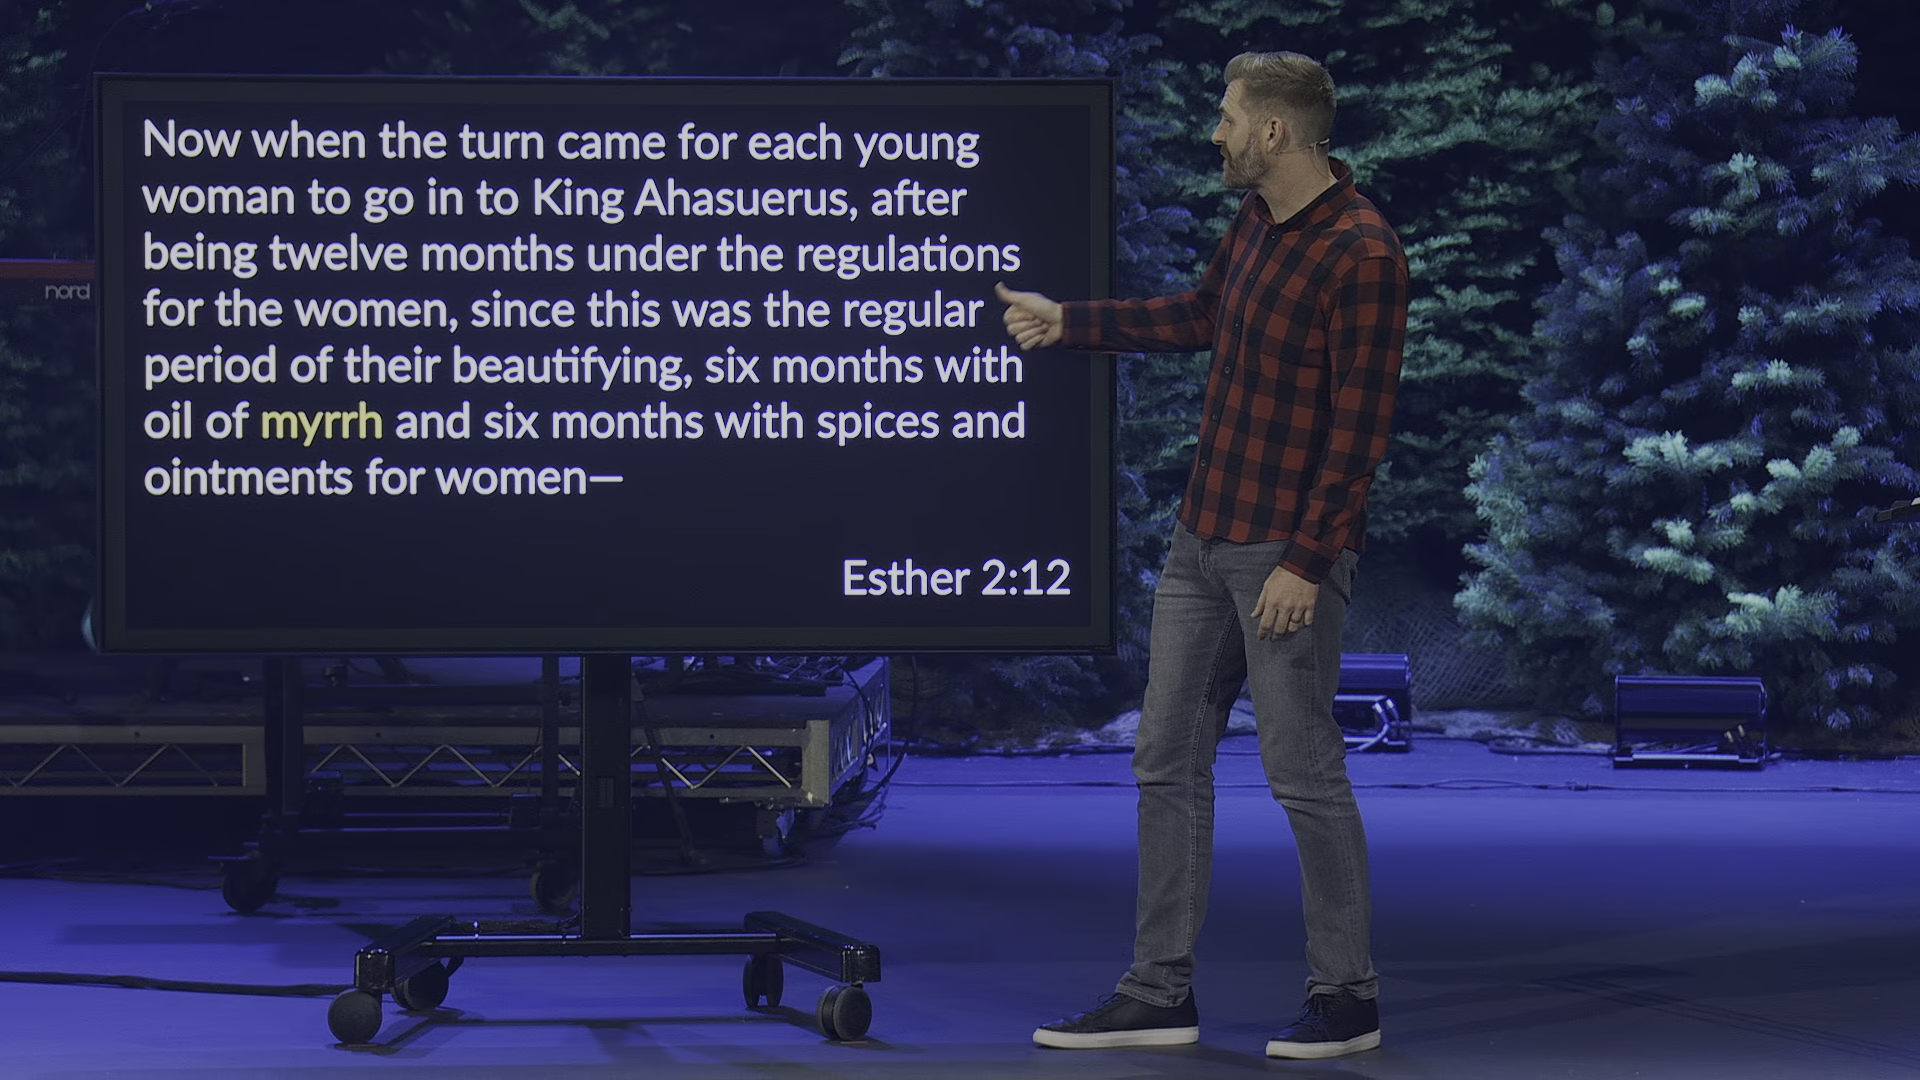 Now when the turn came for each young
woman to go in to King Ahasuerus, after
being twelve months under the regulations
for the women, since this was the regular
period of their beautifying, six months with
oil of myrrh and six months with spices and
ointments for women—
Esther 2:12
nord